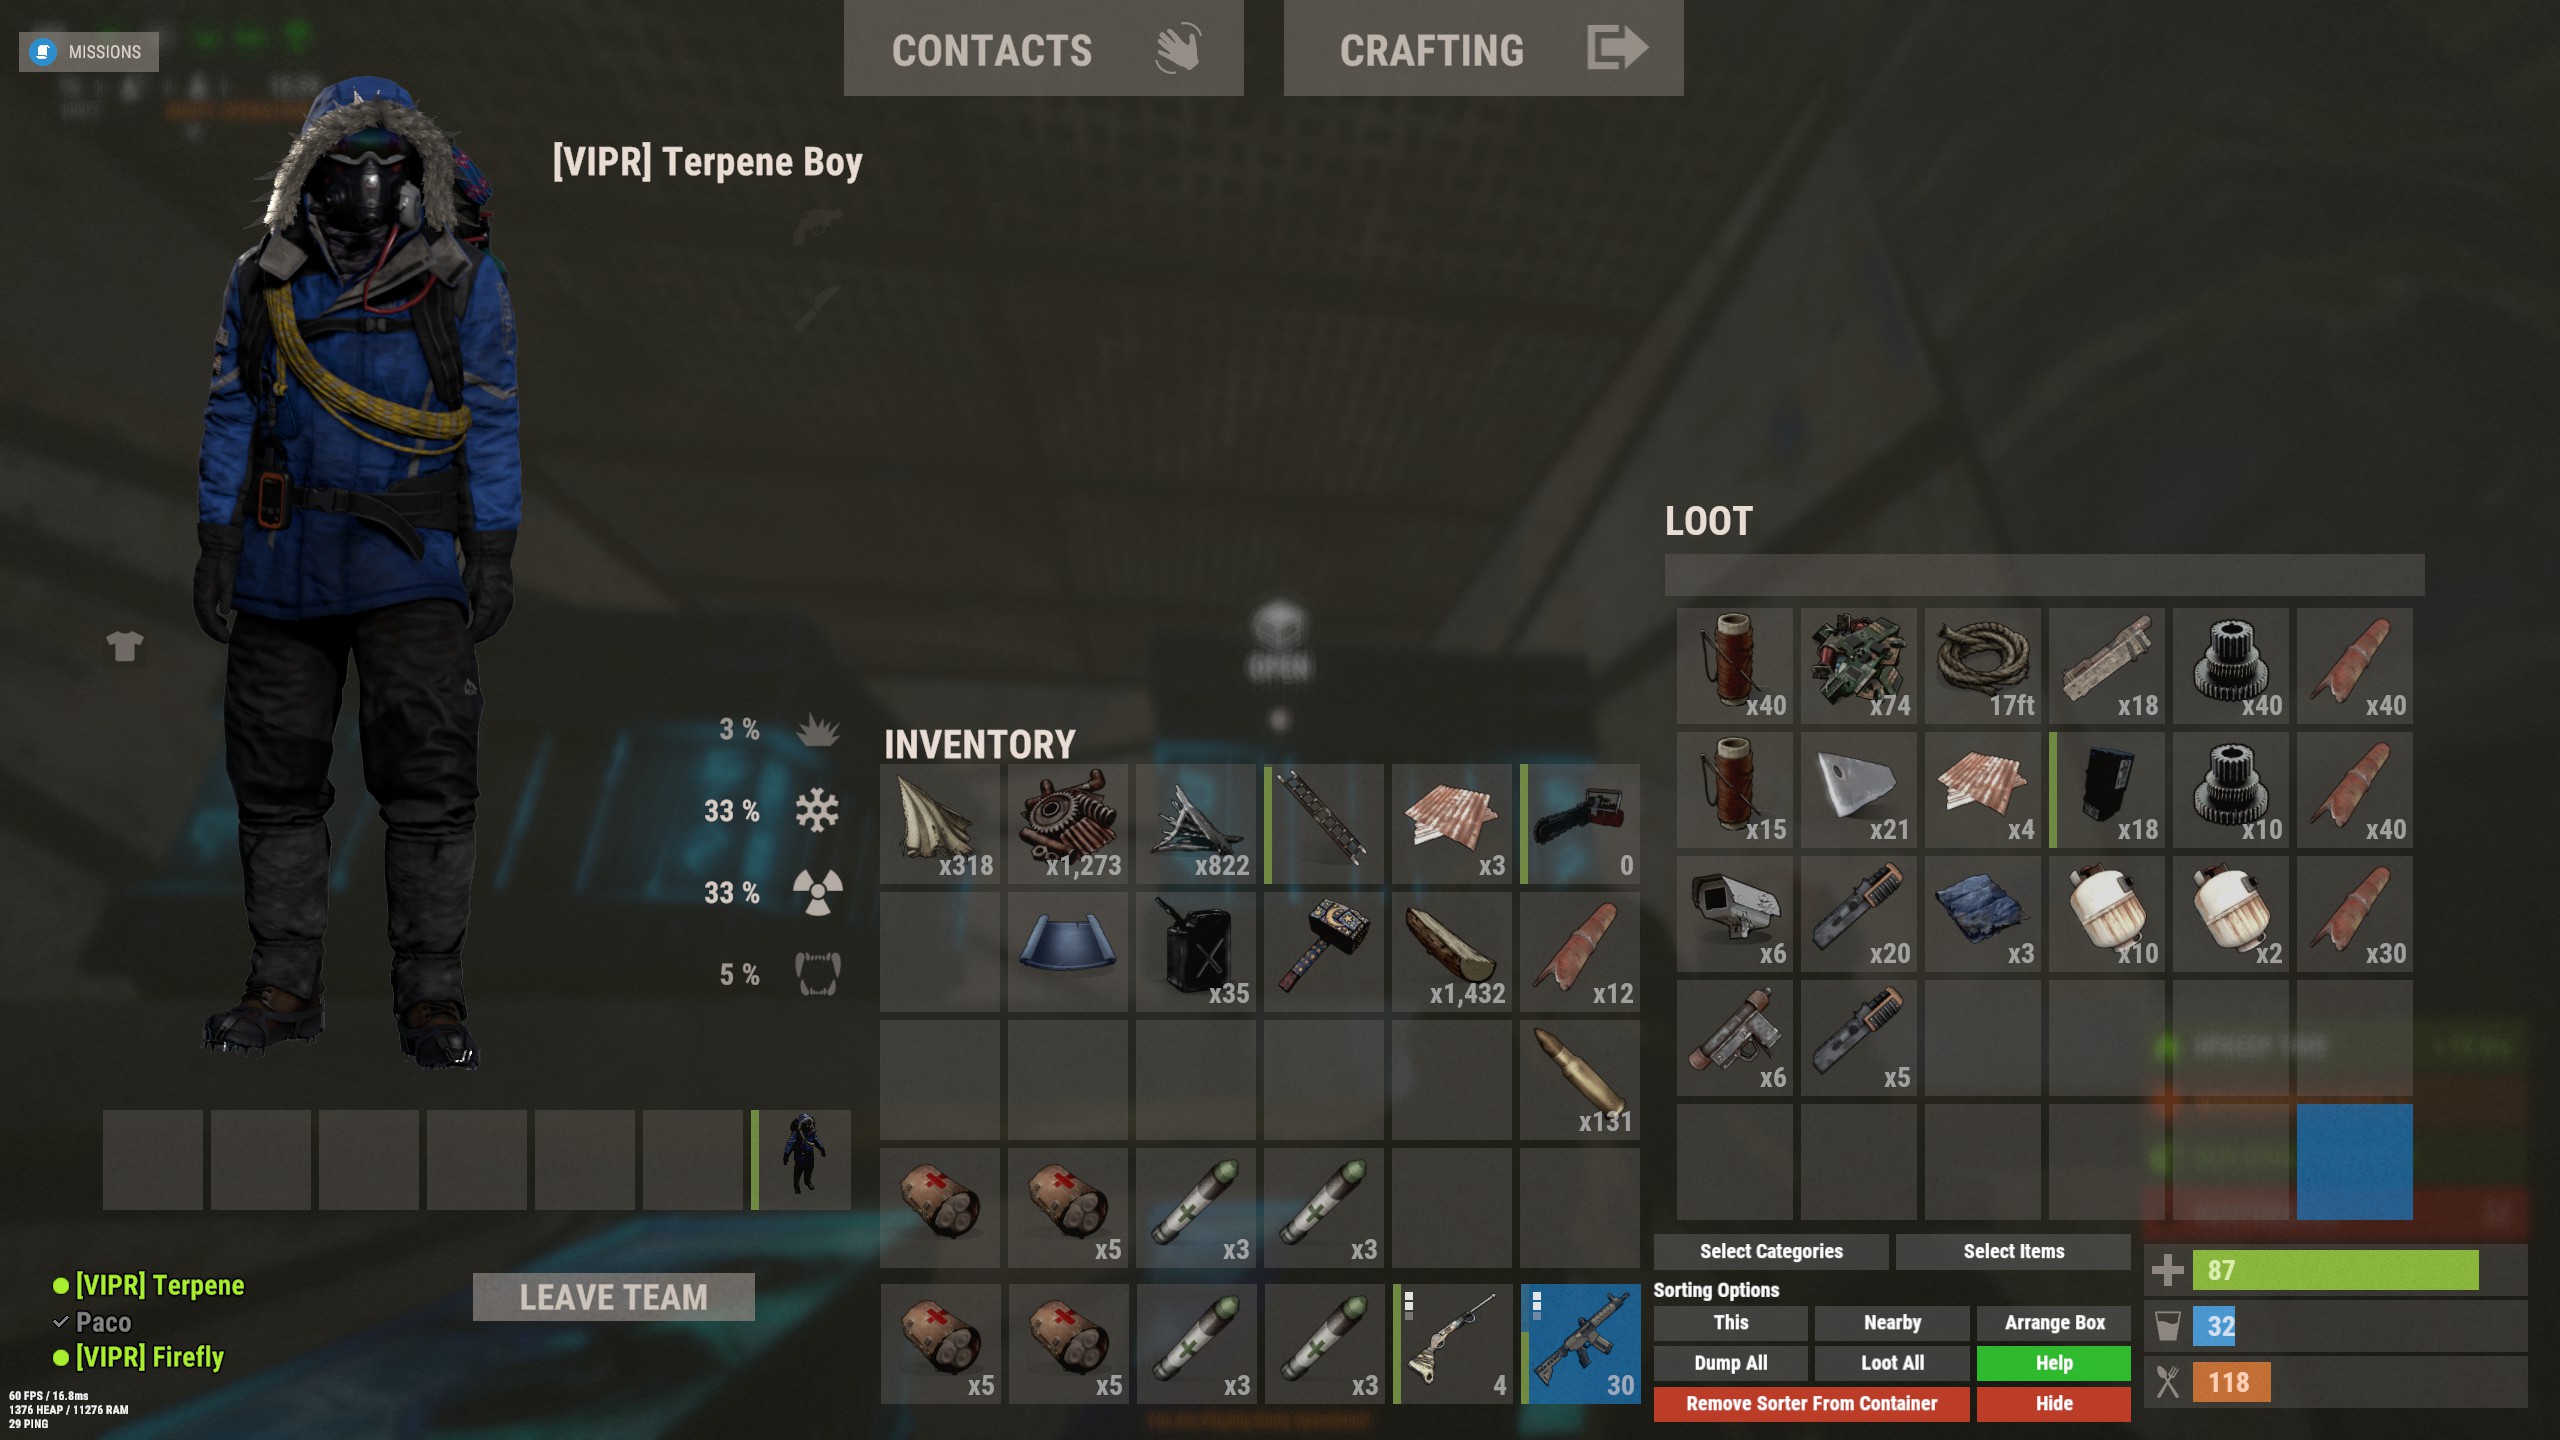 MISSIONS
CONTACTS
CRAFTING
[VIPR] Terpene Boy
LOOT
x40
x74
17ft
x18
x40
x40
x15
x21
x4
x18
x10
x40
x6
x20
x3
x10
x2
x30
x6
x5
OPEN
3 %
33 %
33 %
5 %
INVENTORY
x318
x1,273
x822
x3
0
x35
x1,432
x12
x131
x5
x3
x3
x5
x5
x3
x3
4
30
[VIPR] Terpene
Paco
[VIPR] Firefly
LEAVE TEAM
60 FPS / 16.8ms
1376 HEAP / 11276 RAM
29 PING
Select Categories
Select Items
Sorting Options
This
Nearby
Arrange Box
Dump All
Loot All
Help
Remove Sorter From Container
Hide
87
32
118